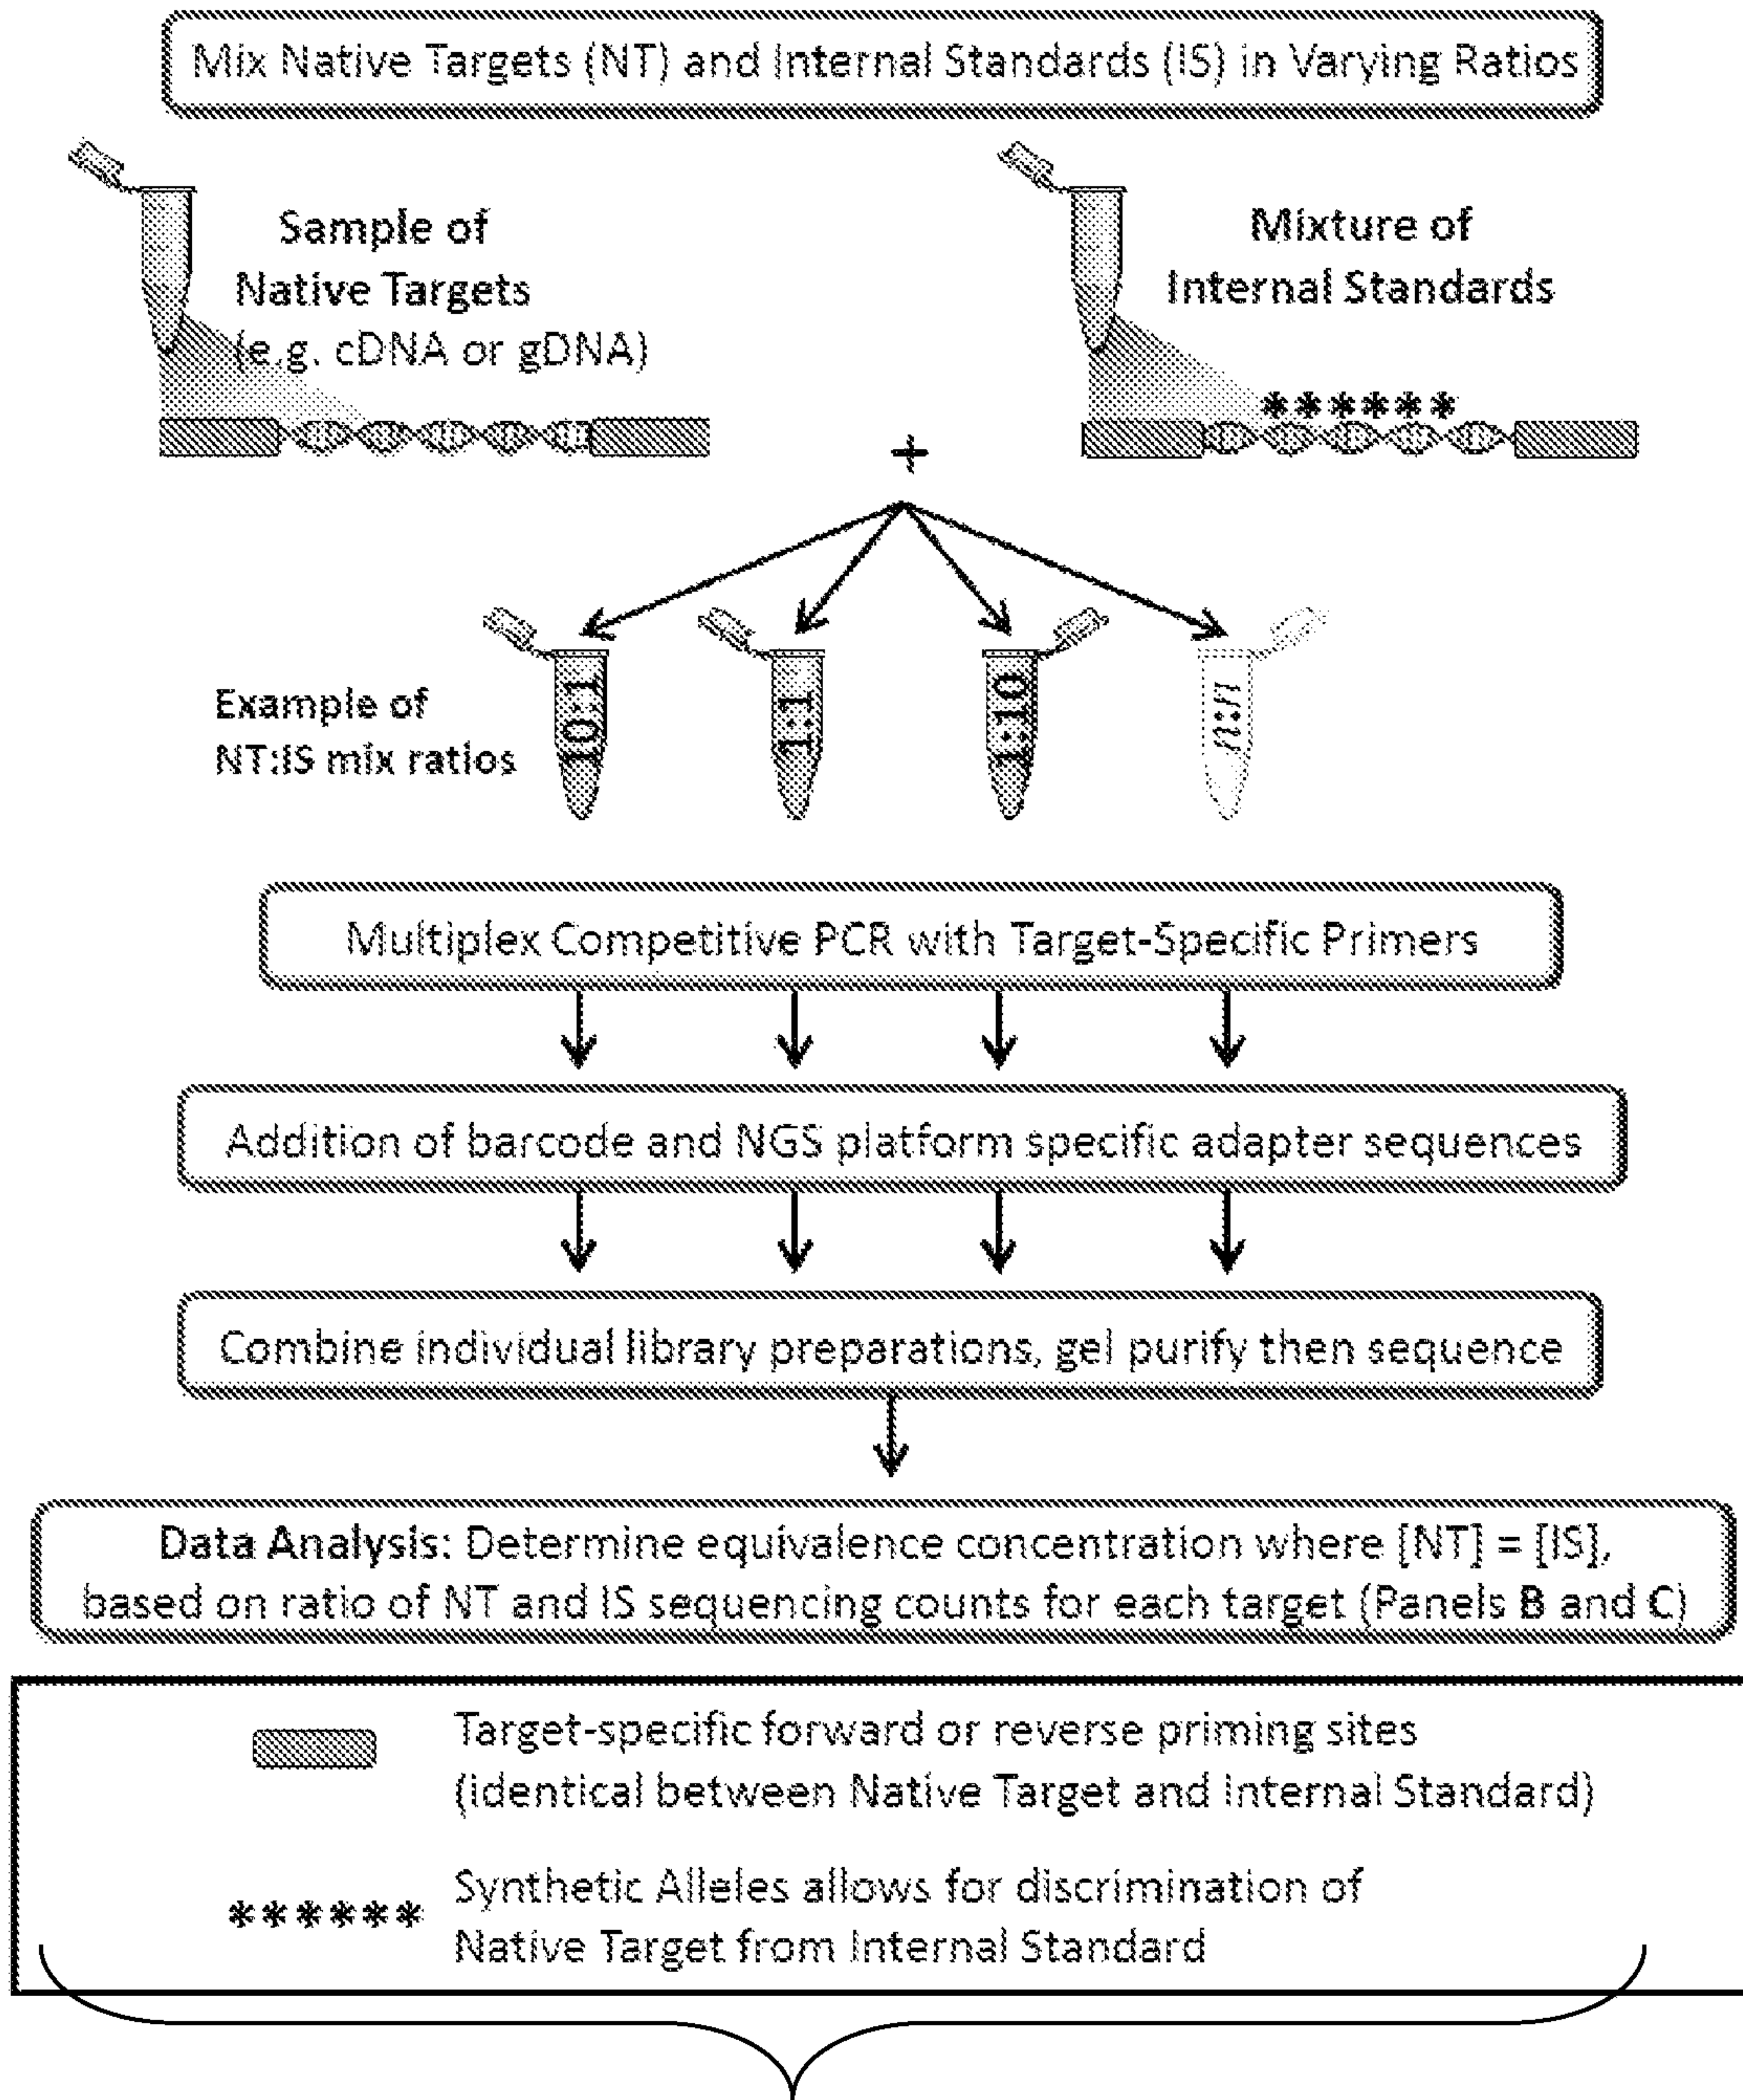 Mix Native Targets (NT) and Internal Standards (IS) in Varying Ratios
Sample of
Native Targets
(e.g. cDNA or gDNA)
Mixture of
Internal Standards
******
+
Example of
NT:IS mix ratios
10:1
1:1
1:10
n:n
Multiplex Competitive PCR with Target-Specific Primers
Addition of barcode and NGS platform specific adapter sequences
Combine individual library preparations, gel purify then sequence
Data Analysis: Determine equivalence concentration where [NT] = [IS],
based on ratio of NT and IS sequencing counts for each target (Panels B and C)
Target-specific forward or reverse priming sites
(identical between Native Target and Internal Standard)
****** Synthetic Alleles allows for discrimination of
Native Target from Internal Standard